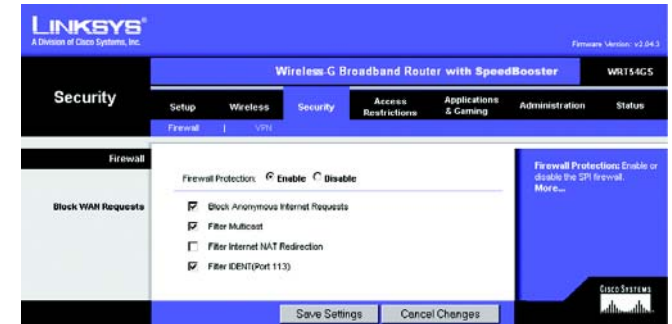 LINKSYS®
A Division of Cisco Systems, Inc.
Firmware Version: v2.04.3
Wireless-G Broadband Router with SpeedBooster
WRT54GS
Security
Setup
Wireless
Security
Access Restrictions
Applications & Gaming
Administration
Status
Firewall | VPN
Firewall
Firewall Protection: Enable Disable
Block WAN Requests
Block Anonymous Internet Requests
Filter Multicast
Filter Internet NAT Redirection
Filter IDENT(Port 113)
Firewall Protection: Enable or
disable the SPI firewall.
More...
CISCO SYSTEMS
Save Settings
Cancel Changes